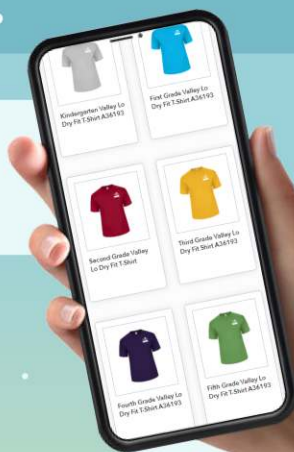 Kindergarten Valley Lo
Dry Fit T-Shirt A36193
First Grade Valley Lo
Dry Fit T-Shirt A36193
Second Grade Valley
Lo Dry Fit T-Shirt
Third Grade Valley Lo
Dry Fit T-Shirt A36193
Fourth Grade Valley Lo
Dry Fit T-Shirt A36193
Fifth Grade Valley Lo
Dry Fit T-Shirt A36193